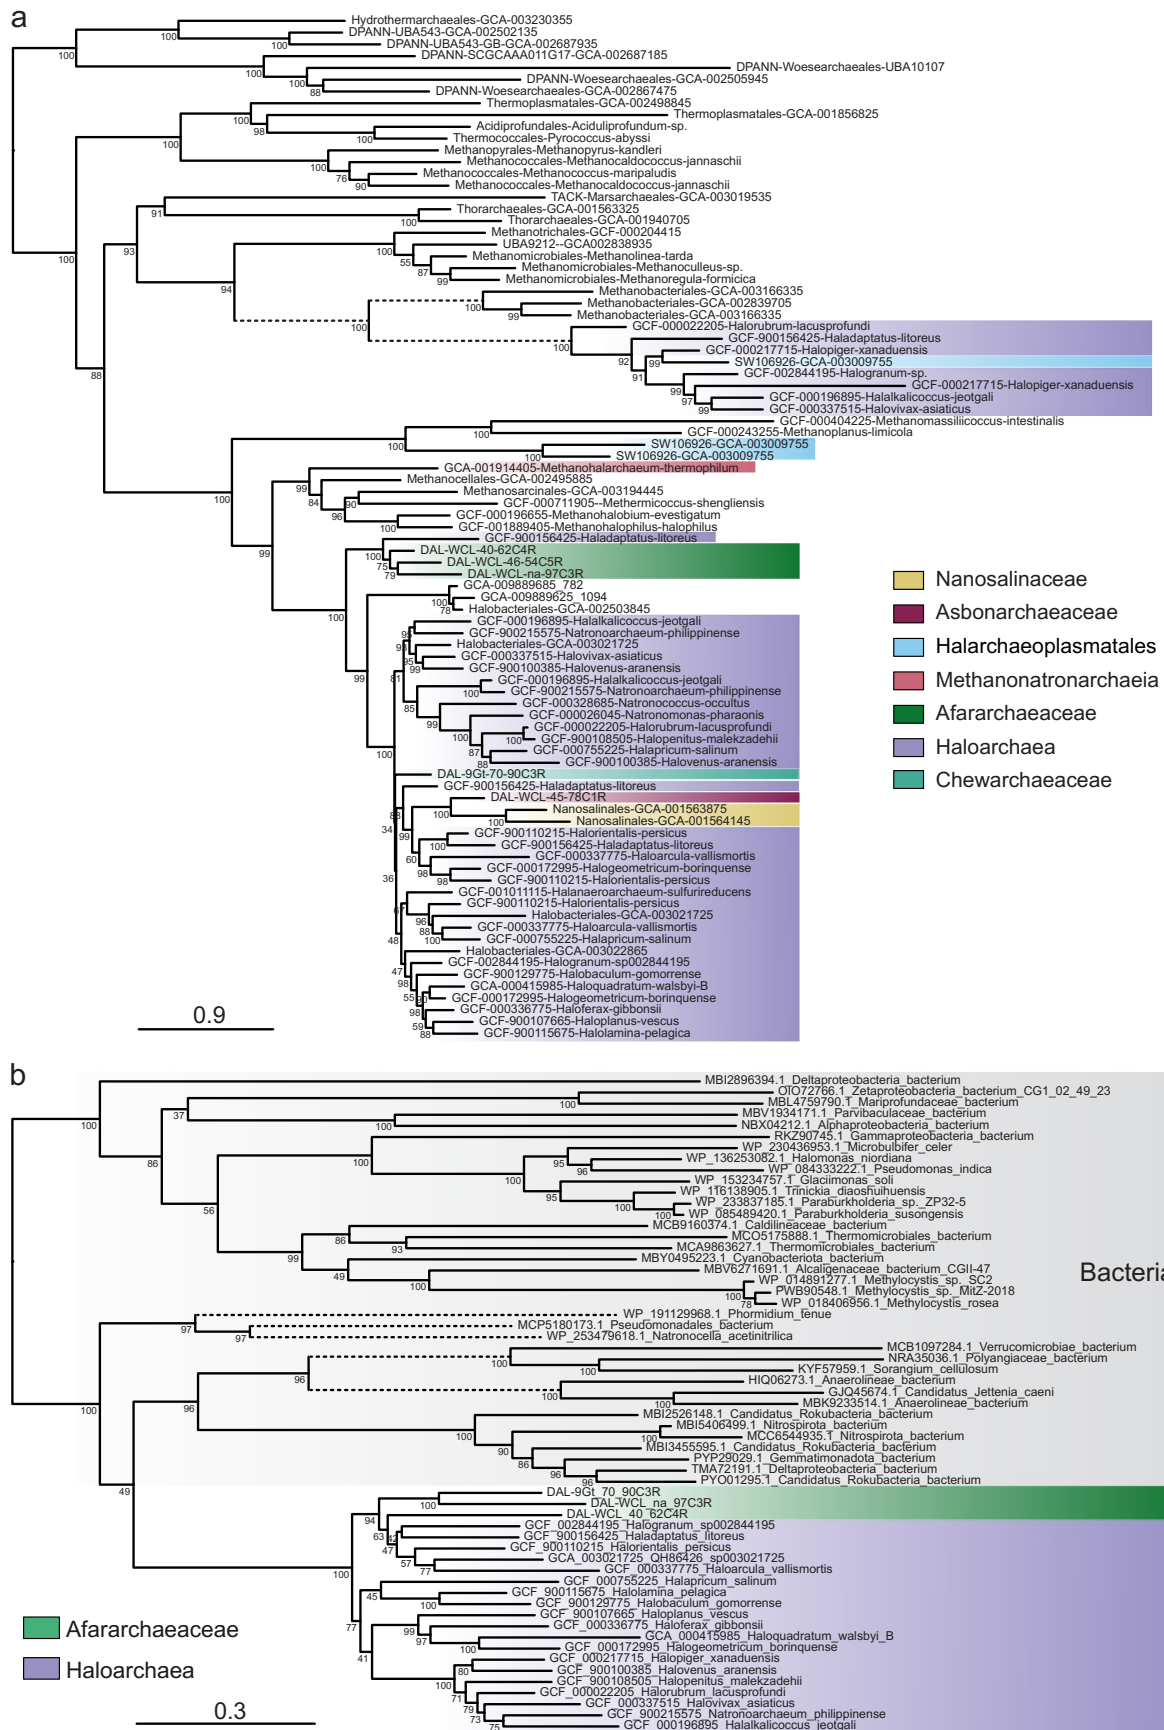 a
Hydrothermarchaeales-GCA-003230355
DPANN-UBA543-GCA-002502135
DPANN-UBA543-GB-GCA-002687935
DPANN-SCGCAAA011G17-GCA-002687185
DPANN-Woesearchaeales-UBA10107
DPANN-Woesearchaeales-GCA-002505945
DPANN-Woesearchaeales-GCA-002867475
Thermoplasmatales-GCA-002498845
Thermoplasmatales-GCA-001856825
Acidiprofundales-Aciduliprofundum-sp.
Thermococcales-Pyrococcus-abyssi
Methanopyrales-Methanopyrus-kandleri
Methanococcales-Methanocaldococcus-jannaschii
Methanococcales-Methanococcus-maripaludis
Methanococcales-Methanocaldococcus-jannaschii
TACK-Marsarchaeales-GCA-003019535
Thorarchaeales-GCA-001563325
Thorarchaeales-GCA-001940705
Methanotrichales-GCF-000204415
UBA9212--GCA002838935
Methanomicrobiales-Methanolinea-tarda
Methanomicrobiales-Methanoculleus-sp.
Methanomicrobiales-Methanoregula-formicica
Methanobacteriales-GCA-003166335
Methanobacteriales-GCA-002839705
Methanobacteriales-GCA-003166335
GCF-000022205-Halorubrum-lacusprofundi
GCF-900156425-Haladaptatus-litoreus
GCF-000217715-Halopiger-xanaduensis
SW106926-GCA-003009755
GCF-002844195-Halogranum-sp.
GCF-000217715-Halopiger-xanaduensis
GCF-000196895-Halalkalicoccus-jeotgali
GCF-000337515-Halovivax-asiaticus
GCF-000404225-Methanomassiliicoccus-intestinalis
GCF-000243255-Methanoplanus-limicola
SW106926-GCA-003009755
SW106926-GCA-003009755
GCA-001914405-Methanohalarchaeum-thermophilum
Methanocellales-GCA-002495885
Methanosarcinales-GCA-003194445
GCF-000711905--Methermicoccus-shengliensis
GCF-000196655-Methanohalobium-evestigatum
GCF-001889405-Methanohalophilus-halophilus
GCF-900156425-Haladaptatus-litoreus
DAL-WCL-40-62C4R
DAL-WCL-46-54C5R
DAL-WCL-na-97C3R
GCA-009889685_782
GCA-009889625_1094
Halobacteriales-GCA-002503845
GCF-000196895-Halalkalicoccus-jeotgali
GCF-900215575-Natronoarchaeum-philippinense
Halobacteriales-GCA-003021725
GCF-000337515-Halovivax-asiaticus
GCF-900100385-Halovenus-aranensis
GCF-000196895-Halalkalicoccus-jeotgali
GCF-900215575-Natronoarchaeum-philippinense
GCF-000328685-Natronococcus-occultus
GCF-000026045-Natronomonas-pharaonis
GCF-000022205-Halorubrum-lacusprofundi
GCF-900108505-Halopenitus-malekzadehii
GCF-000755225-Halapricum-salinum
GCF-900100385-Halovenus-aranensis
DAL-9Gt-70-90C3R
GCF-900156425-Haladaptatus-litoreus
DAL-WCL-45-78C1R
Nanosalinales-GCA-001563875
Nanosalinales-GCA-001564145
GCF-900110215-Halorientalis-persicus
GCF-900156425-Haladaptatus-litoreus
GCF-000337775-Haloarcula-vallismortis
GCF-000172995-Halogeometricum-borinquense
GCF-900110215-Halorientalis-persicus
GCF-001011115-Halanaeroarchaeum-sulfurireducens
GCF-900110215-Halorientalis-persicus
Halobacteriales-GCA-003021725
GCF-000337775-Haloarcula-vallismortis
GCF-000755225-Halapricum-salinum
Halobacteriales-GCA-003022865
GCF-002844195-Halogranum-sp002844195
GCF-900129775-Halobaculum-gomorrense
GCA-000415985-Haloquadratum-walsbyi-B
GCF-000172995-Halogeometricum-borinquense
GCF-000336775-Haloferax-gibbonsii
GCF-900107665-Haloplanus-vescus
GCF-900115675-Halolamina-pelagica
Nanosalinaceae
Asbonarchaeaceae
Halarchaeoplasmatales
Methanonatronarchaeia
Afararchaeaceae
Haloarchaea
Chewarchaeaceae
0.9
b
MBI2896394.1_Deltaproteobacteria_bacterium
OIO72766.1_Zetaproteobacteria_bacterium_CG1_02_49_23
MBL4759790.1_Mariprofundaceae_bacterium
MBV1934171.1_Parvibaculaceae_bacterium
NBX04212.1_Alphaproteobacteria_bacterium
RKZ90745.1_Gammaproteobacteria_bacterium
WP_230436953.1_Microbulbifer_celer
WP_136253082.1_Halomonas_niordiana
WP_084333222.1_Pseudomonas_indica
WP_153234757.1_Glaciimonas_soli
WP_116138905.1_Trinickia_diaoshuihuensis
WP_233837185.1_Paraburkholderia_sp._ZP32-5
WP_085489420.1_Paraburkholderia_susongensis
MCB9160374.1_Caldilineaceae_bacterium
MCO5175888.1_Thermomicrobiales_bacterium
MCA9863627.1_Thermomicrobiales_bacterium
MBY0495223.1_Cyanobacteriota_bacterium
MBV6271691.1_Alcaligenaceae_bacterium_CGII-47
WP_014891277.1_Methylocystis_sp._SC2
PWB90548.1_Methylocystis_sp._MitZ-2018
WP_018406956.1_Methylocystis_rosea
Bacteria
WP_191129968.1_Phormidium_tenue
MCP5180173.1_Pseudomonadales_bacterium
WP_253479618.1_Natronocella_acetinitrilica
MCB1097284.1_Verrucomicrobiae_bacterium
NRA35036.1_Polyangiaceae_bacterium
KYF57959.1_Sorangium_cellulosum
HIQ06273.1_Anaerolineae_bacterium
GJQ45674.1_Candidatus_Jettenia_caeni
MBK9233514.1_Anaerolineae_bacterium
MBI2526148.1_Candidatus_Rokubacteria_bacterium
MBI5406499.1_Nitrospirota_bacterium
MCC6544935.1_Nitrospirota_bacterium
MBI3455595.1_Candidatus_Rokubacteria_bacterium
PYP29029.1_Gemmatimonadota_bacterium
TMA72191.1_Deltaproteobacteria_bacterium
PYO01295.1_Candidatus_Rokubacteria_bacterium
DAL-9Gt_70_90C3R
DAL-WCL_na_97C3R
DAL-WCL_40_62C4R
GCF_002844195_Halogranum_sp002844195
GCF_900156425_Haladaptatus_litoreus
GCF_900110215_Halorientalis_persicus
GCA_003021725_QH86426_sp003021725
GCF_000337775_Haloarcula_vallismortis
GCF_000755225_Halapricum_salinum
GCF_900115675_Halolamina_pelagica
GCF_900129775_Halobaculum_gomorrense
GCF_900107665_Haloplanus_vescus
GCF_000336775_Haloferax_gibbonsii
GCA_000415985_Haloquadratum_walsbyi_B
GCF_000172995_Halogeometricum_borinquense
GCF_000217715_Halopiger_xanaduensis
GCF_900100385_Halovenus_aranensis
GCF_900108505_Halopenitus_malekzadehii
GCF_000022205_Halorubrum_lacusprofundi
GCF_000337515_Halovivax_asiaticus
GCF_900215575_Natronoarchaeum_philippinense
GCF_000196895_Halalkalicoccus_jeotgali
Afararchaeaceae
Haloarchaea
0.3